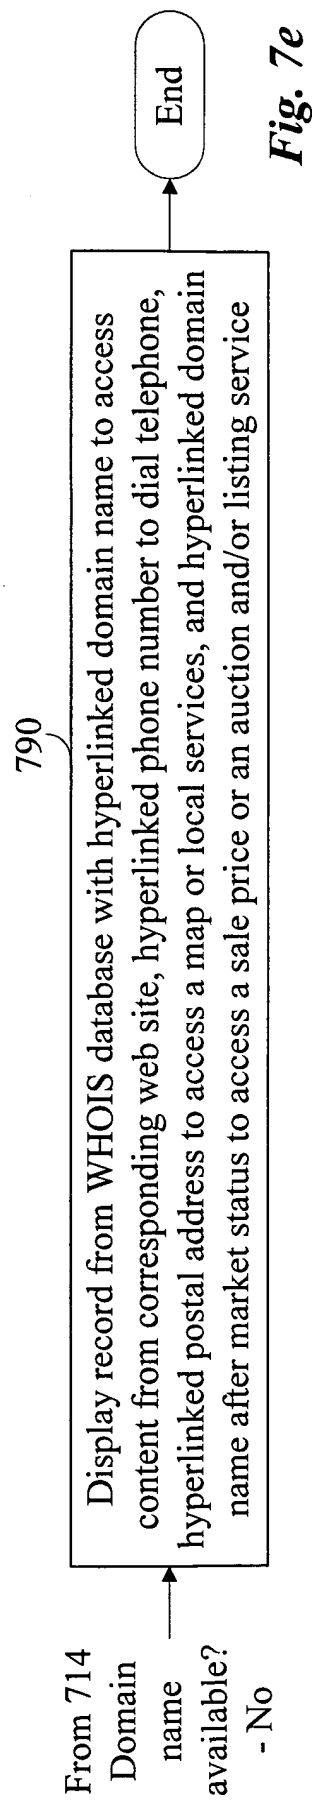 From 714
Domain
name
available?
- No
790
Display record from WHOIS database with hyperlinked domain name to access
content from corresponding web site, hyperlinked phone number to dial telephone,
hyperlinked postal address to access a map or local services, and hyperlinked domain
name after market status to access a sale price or an auction and/or listing service
End
Fig. 7e